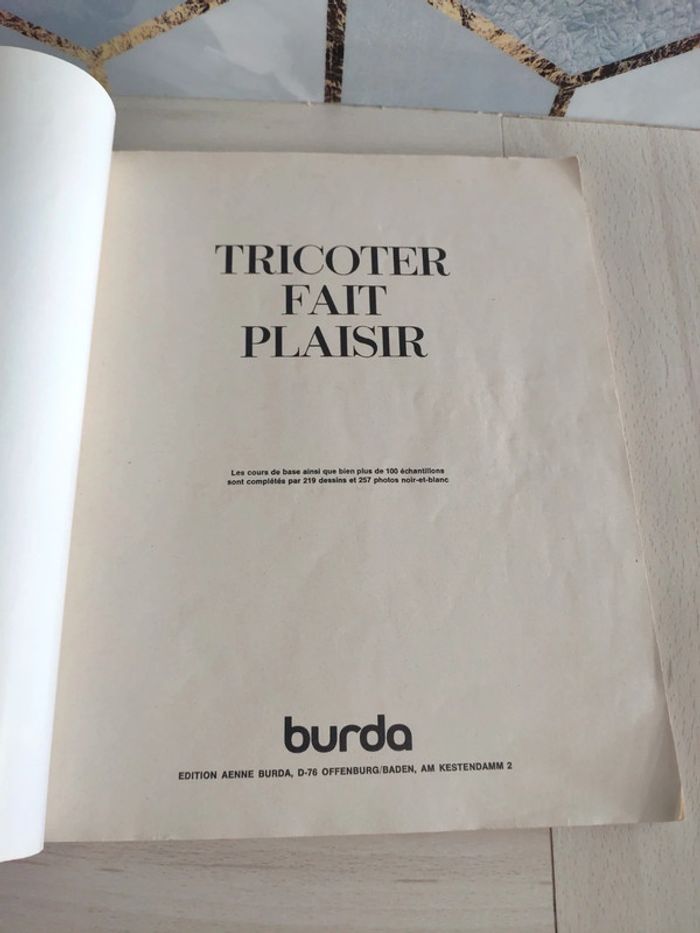 TRICOTER
FAIT
PLAISIR
Les cours de base ainsi que bien plus de 100 échantillons
sont complétés par 219 dessins et 257 photos noir-et-blanc
burda
EDITION AENNE BURDA, D-76 OFFENBURG/BADEN, AM KESTENDAMM 2